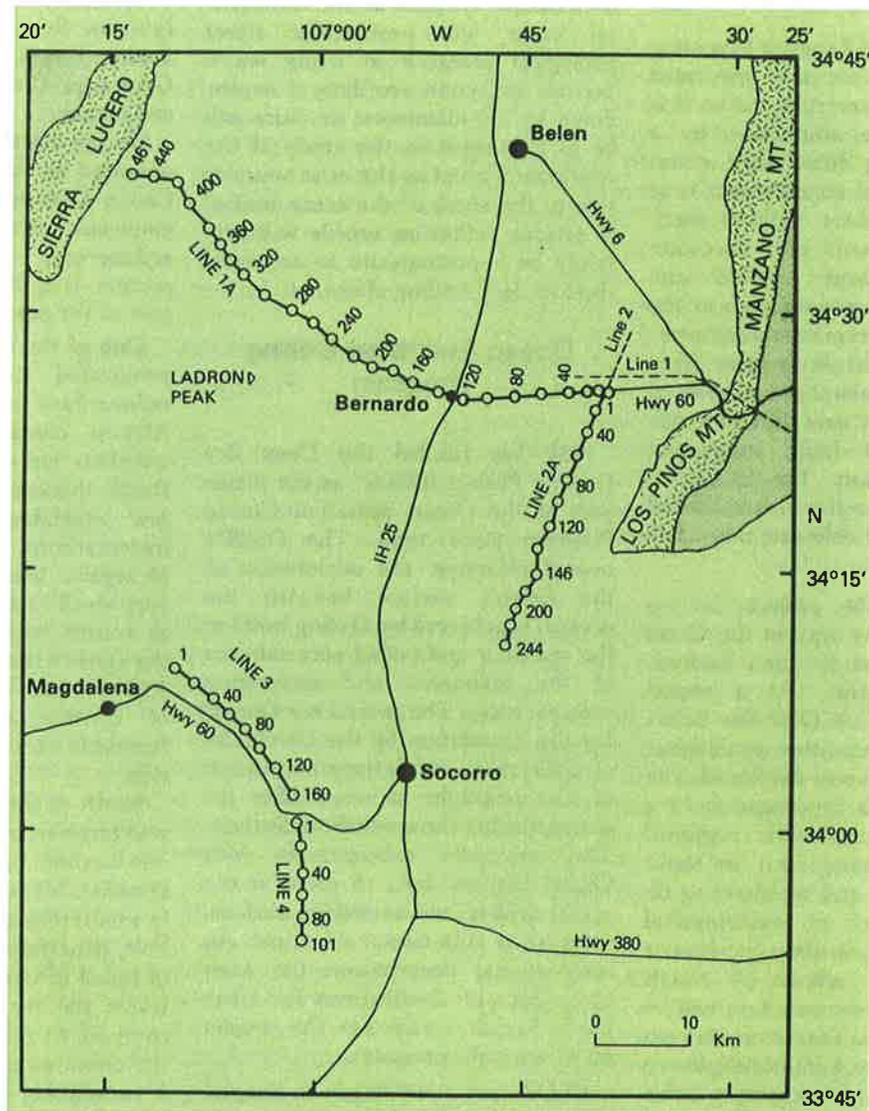 20' 15' 107°00' W 45' 30' 25'
34°45'
SIERRA LUCERO
461
440
400
360
320
LINE 1A
280
240
200
160
120
80
40
Belen
Hwy 6
MANZANO MT.
34°30'
Line 2
Line 1
LADRON PEAK
Bernardo
Hwy 60
LOS PINOS MT.
1
40
LINE 2A
80
120
146
200
244
N
IH 25
34°15'
1
LINE 3
Magdalena
40
Hwy 60
80
120
160
Socorro
34°00'
1
40
LINE 4
80
101
Hwy 380
0 10
Km
33°45'